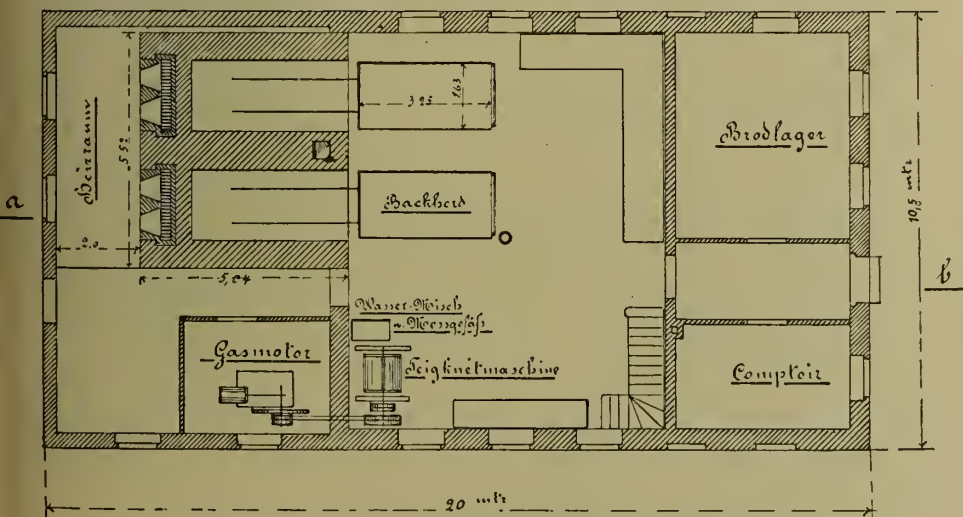 Heizraum
2,0
5 52
5,04
3 25
1,63
Backherd
Brodlager
10,5 mtr
a
b
Wasser-Misch
u. Messgefäß
Gasmotor
Teigknetmaschine
Comptoir
20 mtr